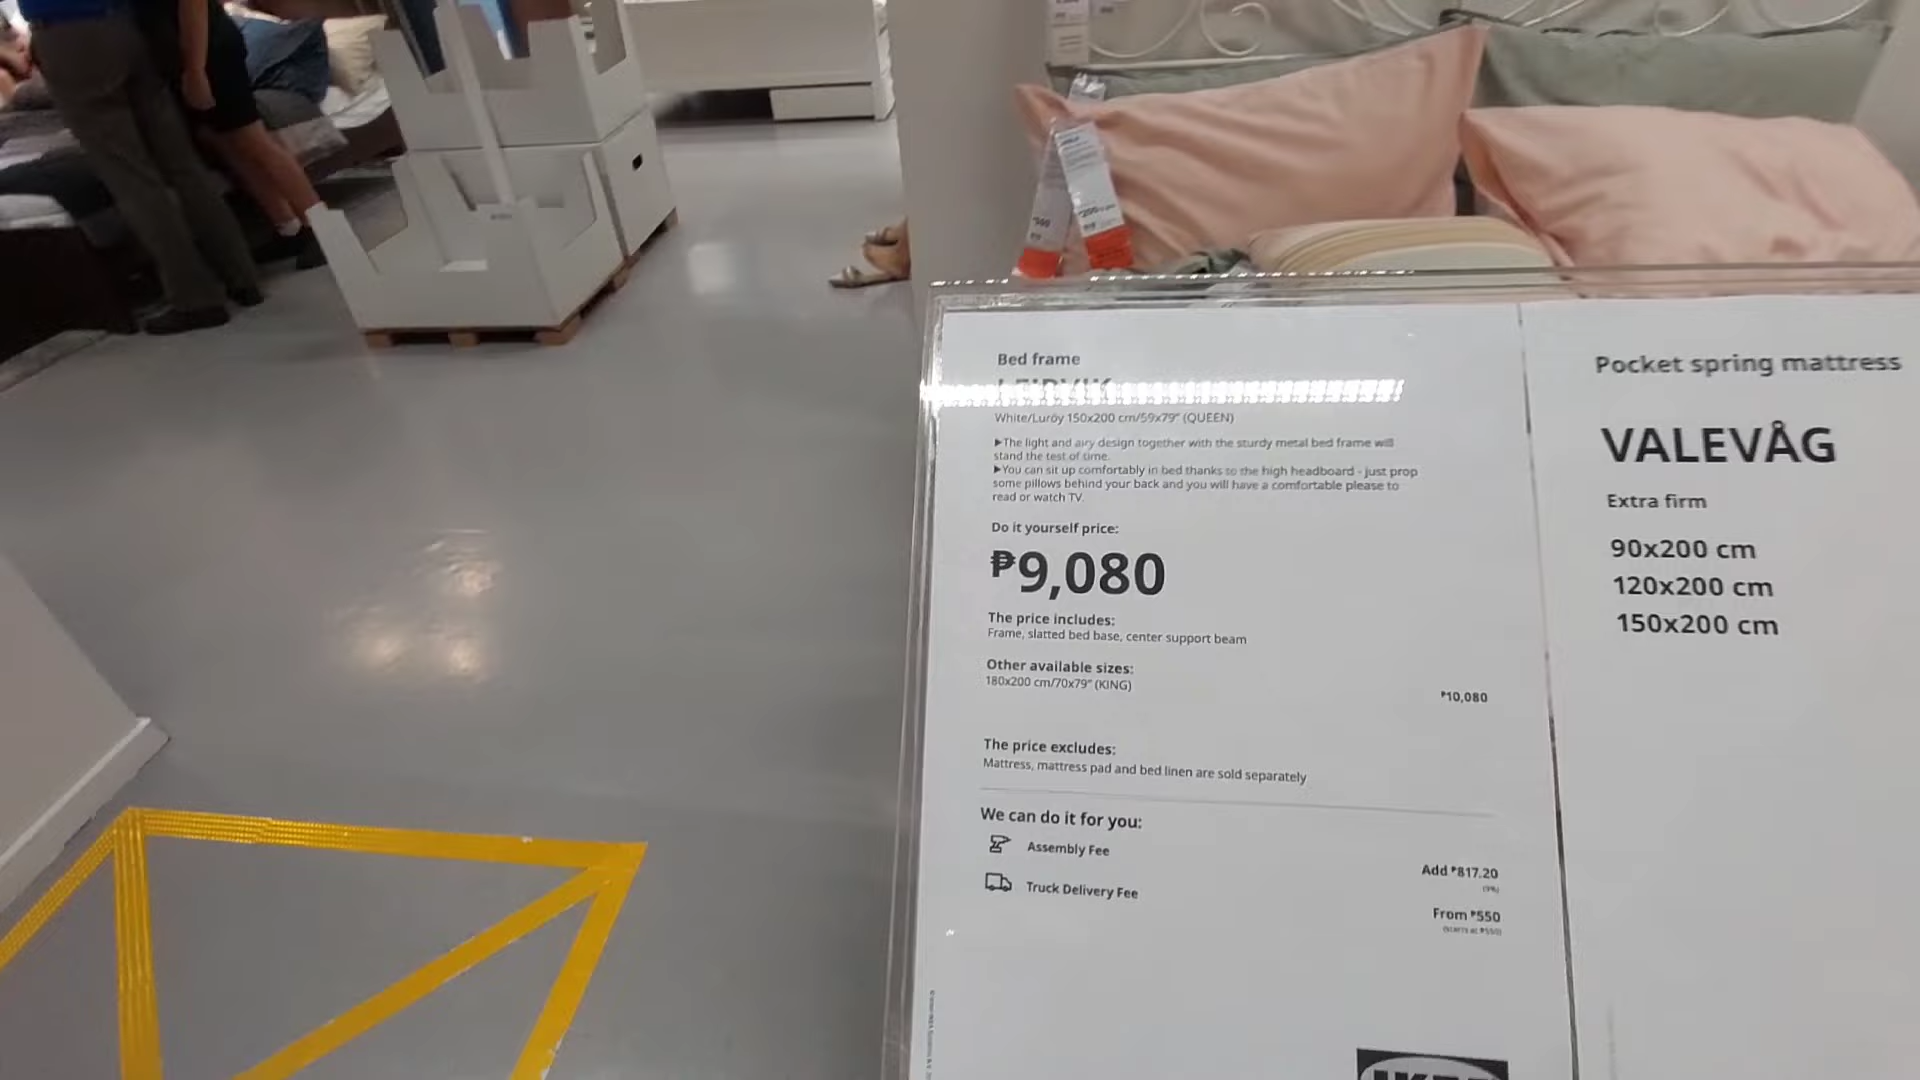 Bed frame
White/Luröy 150x200 cm/59x79" (QUEEN)
▶The light and airy design together with the sturdy metal bed frame will
stand the test of time.
▶You can sit up comfortably in bed thanks to the high headboard - just prop
some pillows behind your back and you will have a comfortable please to
read or watch TV.
Do it yourself price:
₱9,080
The price includes:
Frame, slatted bed base, center support beam
Other available sizes:
180x200 cm/70x79" (KING)
₱10,080
The price excludes:
Mattress, mattress pad and bed linen are sold separately
We can do it for you:
Assembly Fee
Add ₱817.20
(9%)
Truck Delivery Fee
From ₱550
(starts at ₱550)
Pocket spring mattress
VALEVÅG
Extra firm
90x200 cm
120x200 cm
150x200 cm